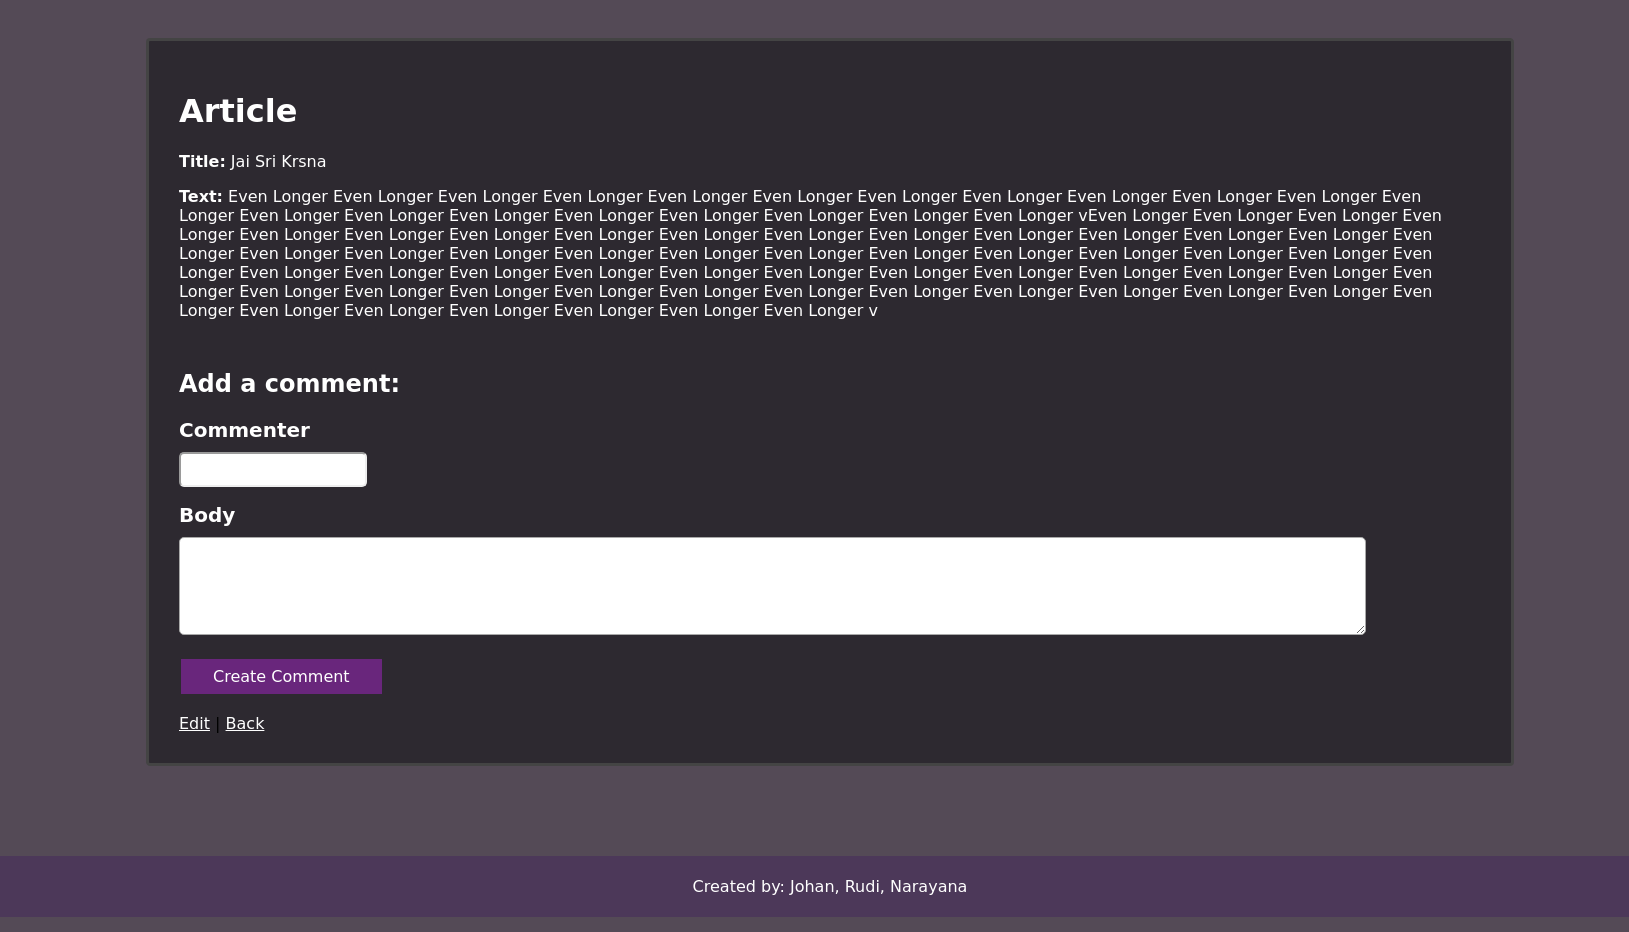 Article
Title: Jai Sri Krsna
Text: Even Longer Even Longer Even Longer Even Longer Even Longer Even Longer Even Longer Even Longer Even Longer Even Longer Even Longer Even
Longer Even Longer Even Longer Even Longer Even Longer Even Longer Even Longer Even Longer Even Longer vEven Longer Even Longer Even Longer Even
Longer Even Longer Even Longer Even Longer Even Longer Even Longer Even Longer Even Longer Even Longer Even Longer Even Longer Even Longer Even
Longer Even Longer Even Longer Even Longer Even Longer Even Longer Even Longer Even Longer Even Longer Even Longer Even Longer Even Longer Even
Longer Even Longer Even Longer Even Longer Even Longer Even Longer Even Longer Even Longer Even Longer Even Longer Even Longer Even Longer Even
Longer Even Longer Even Longer Even Longer Even Longer Even Longer Even Longer Even Longer Even Longer Even Longer Even Longer Even Longer Even
Longer Even Longer Even Longer Even Longer Even Longer Even Longer Even Longer v
Add a comment:
Commenter
Body
Create Comment
Edit | Back
Created by: Johan, Rudi, Narayana